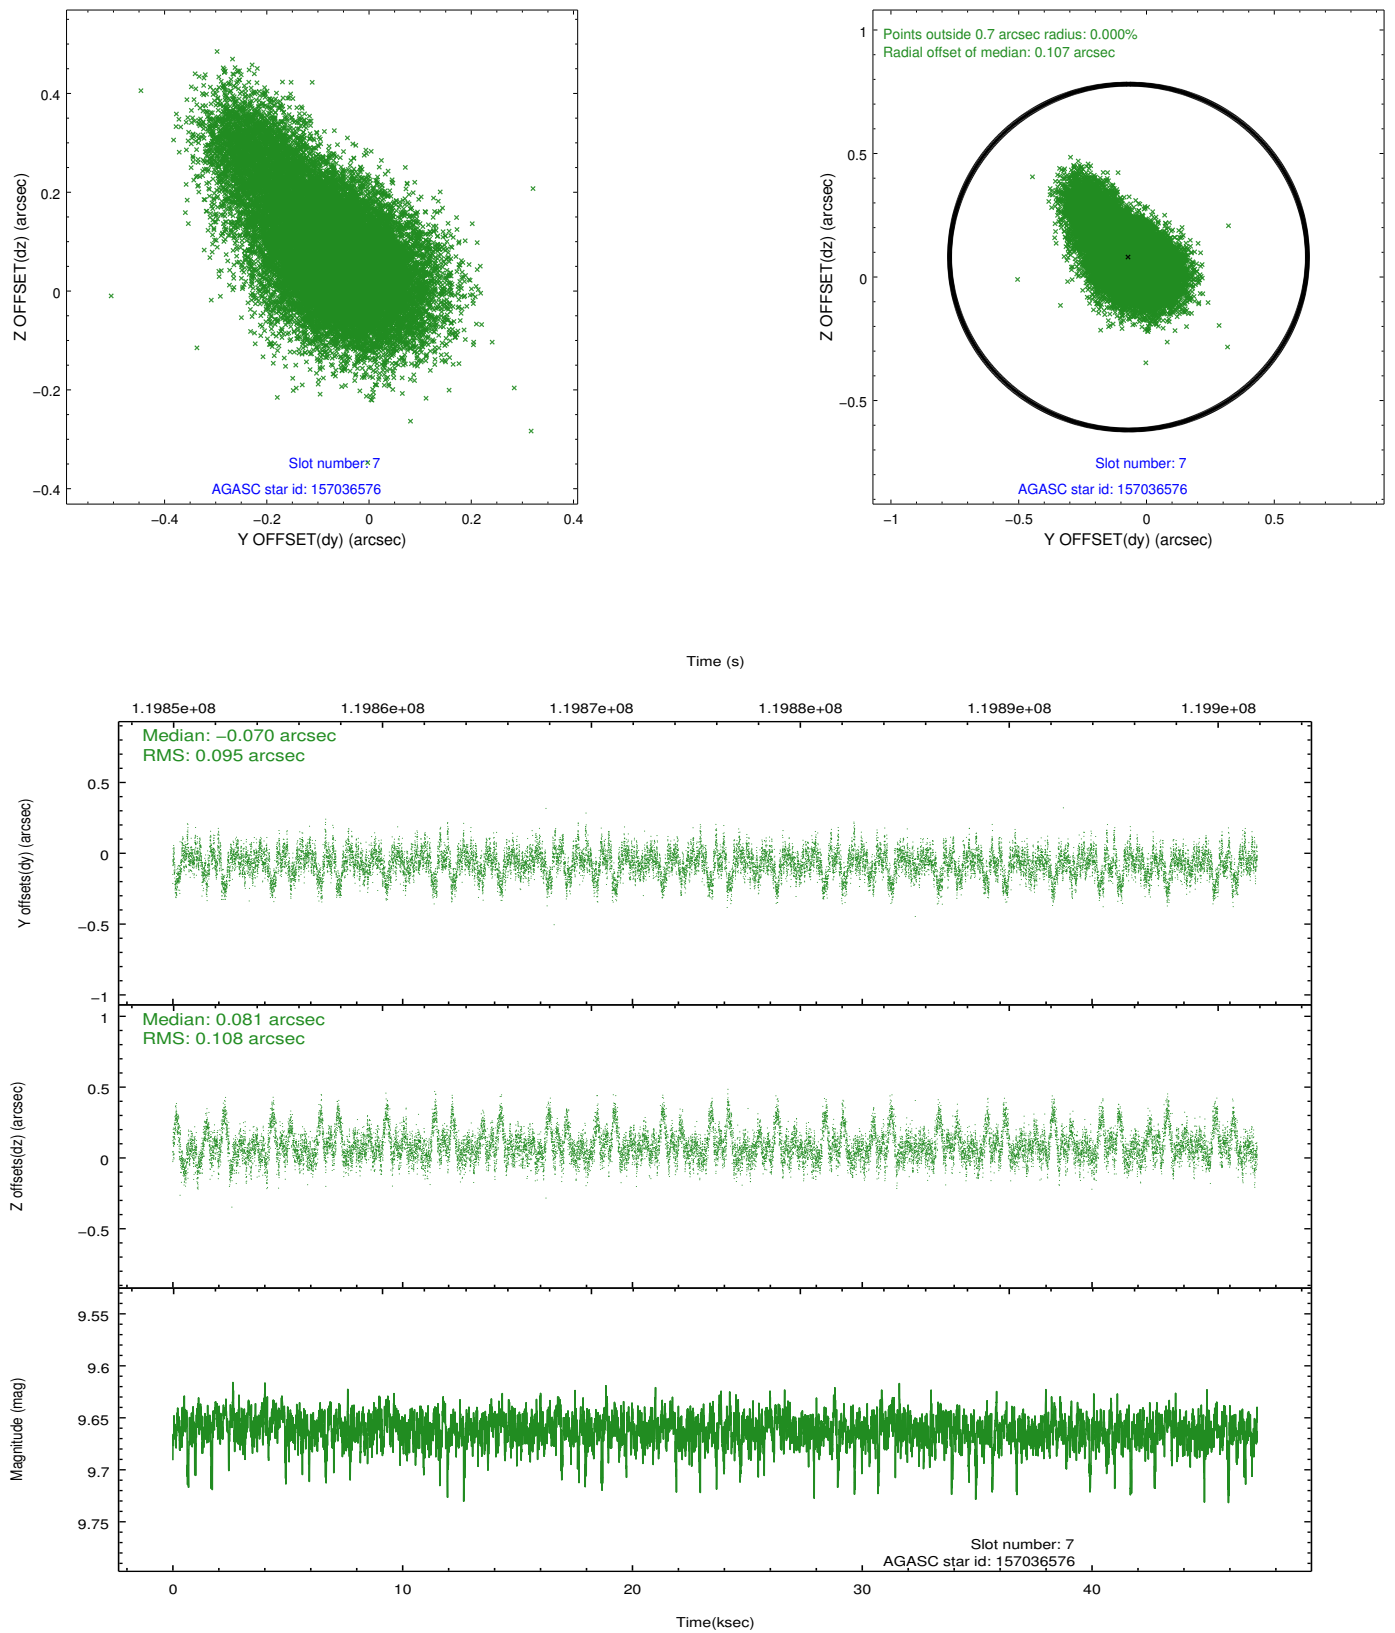 0.4
0.2
0
−0.2
−0.4
−0.4
−0.2
0
0.2
0.4
Z OFFSET(dz) (arcsec)
Y OFFSET(dy) (arcsec)
Slot number: 7
AGASC star id: 157036576
Points outside 0.7 arcsec radius: 0.000%
Radial offset of median: 0.107 arcsec
1
0.5
0
−0.5
−1
−0.5
0
0.5
Z OFFSET(dz) (arcsec)
Y OFFSET(dy) (arcsec)
Slot number: 7
AGASC star id: 157036576
Time (s)
1.1985e+08
1.1986e+08
1.1987e+08
1.1988e+08
1.1989e+08
1.199e+08
Median: −0.070 arcsec
RMS: 0.095 arcsec
0.5
0
−0.5
−1
Y offsets(dy) (arcsec)
Median: 0.081 arcsec
RMS: 0.108 arcsec
1
0.5
0
−0.5
Z offsets(dz) (arcsec)
9.55
9.6
9.65
9.7
9.75
Magnitude (mag)
Slot number: 7
AGASC star id: 157036576
0
10
20
30
40
Time(ksec)